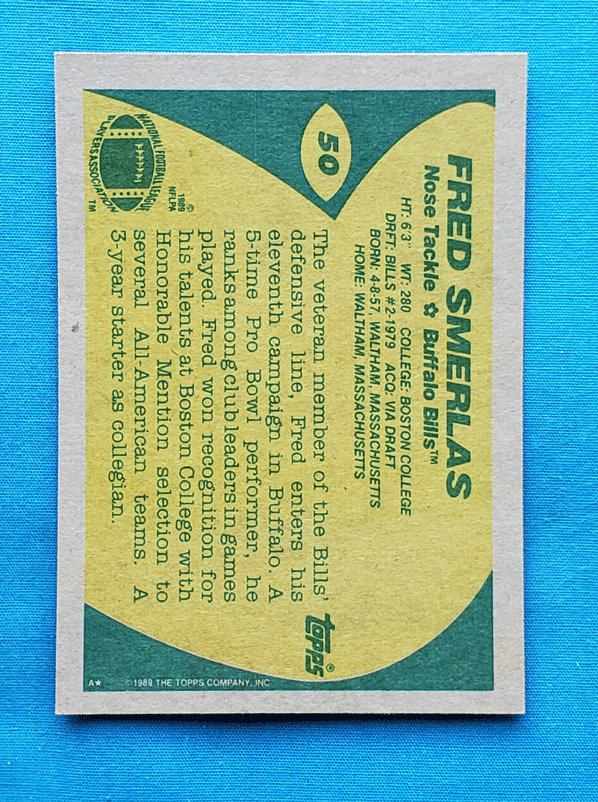 50
FRED SMERLAS
Nose Tackle ✩ Buffalo Bills™
HT: 6'3" WT: 280 COLLEGE: BOSTON COLLEGE
DRFT: BILLS #2-1979 ACQ: VIA DRAFT
BORN: 4-8-57, WALTHAM, MASSACHUSETTS
HOME: WALTHAM, MASSACHUSETTS
The veteran member of the Bills'
defensive line, Fred enters his
eleventh campaign in Buffalo. A
5-time Pro Bowl performer, he
ranks among club leaders in games
played. Fred won recognition for
his talents at Boston College with
Honorable Mention selection to
several All-American teams. A
3-year starter as collegian.
TOPPS®
NATIONAL FOOTBALL LEAGUE
PLAYERS ASSOCIATION
™
©
1989
NFLPA
A★ ©1989 THE TOPPS COMPANY, INC